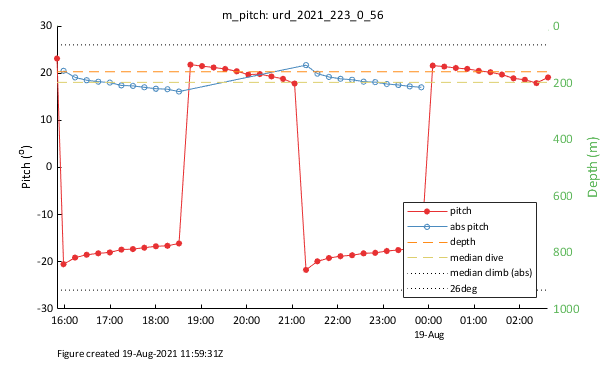 m_pitch: urd_2021_223_0_56
30
20
10
0
-10
-20
-30
Pitch (°)
0
200
400
600
800
1000
Depth (m)
pitch
abs pitch
depth
median dive
median climb (abs)
26deg
16:00
17:00
18:00
19:00
20:00
21:00
22:00
23:00
00:00
01:00
02:00
19-Aug
Figure created 19-Aug-2021 11:59:31Z